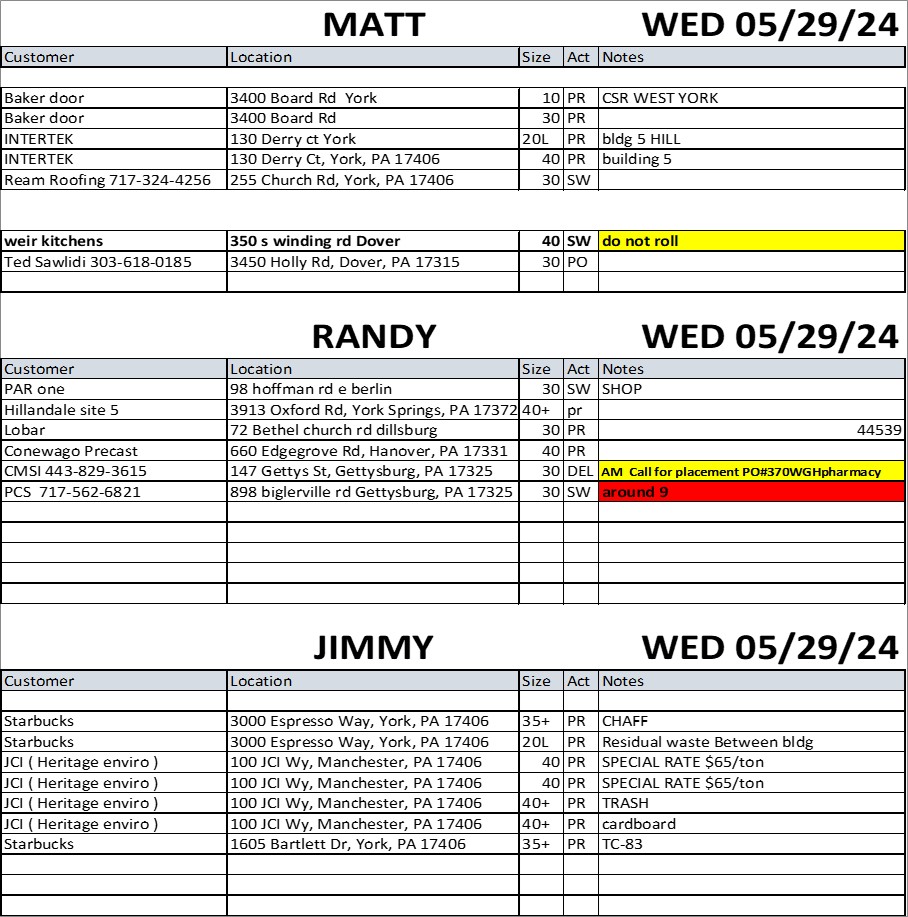 MATT WED 05/29/24
Customer Location Size Act Notes
Baker door 3400 Board Rd York 10 PR CSR WEST YORK
Baker door 3400 Board Rd 30 PR
INTERTEK 130 Derry ct York 20L PR bldg 5 HILL
INTERTEK 130 Derry Ct, York, PA 17406 40 PR building 5
Ream Roofing 717-324-4256 255 Church Rd, York, PA 17406 30 SW
weir kitchens 350 s winding rd Dover 40 SW do not roll
Ted Sawlidi 303-618-0185 3450 Holly Rd, Dover, PA 17315 30 PO
RANDY WED 05/29/24
Customer Location Size Act Notes
PAR one 98 hoffman rd e berlin 30 SW SHOP
Hillandale site 5 3913 Oxford Rd, York Springs, PA 17372 40+ pr
Lobar 72 Bethel church rd dillsburg 30 PR 44539
Conewago Precast 660 Edgegrove Rd, Hanover, PA 17331 40 PR
CMSI 443-829-3615 147 Gettys St, Gettysburg, PA 17325 30 DEL AM Call for placement PO#370WGHpharmacy
PCS 717-562-6821 898 biglerville rd Gettysburg, PA 17325 30 SW around 9
JIMMY WED 05/29/24
Customer Location Size Act Notes
Starbucks 3000 Espresso Way, York, PA 17406 35+ PR CHAFF
Starbucks 3000 Espresso Way, York, PA 17406 20L PR Residual waste Between bldg
JCI ( Heritage enviro ) 100 JCI Wy, Manchester, PA 17406 40 PR SPECIAL RATE $65/ton
JCI ( Heritage enviro ) 100 JCI Wy, Manchester, PA 17406 40 PR SPECIAL RATE $65/ton
JCI ( Heritage enviro ) 100 JCI Wy, Manchester, PA 17406 40+ PR TRASH
JCI ( Heritage enviro ) 100 JCI Wy, Manchester, PA 17406 40+ PR cardboard
Starbucks 1605 Bartlett Dr, York, PA 17406 35+ PR TC-83